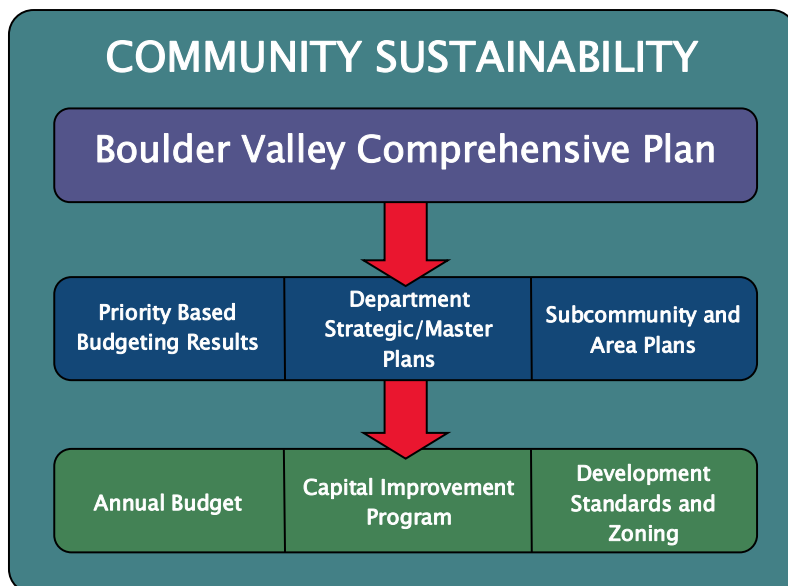 COMMUNITY SUSTAINABILITY
Boulder Valley Comprehensive Plan
Priority Based
Budgeting Results
Department
Strategic/Master
Plans
Subcommunity and
Area Plans
Annual Budget
Capital Improvement
Program
Development
Standards and
Zoning